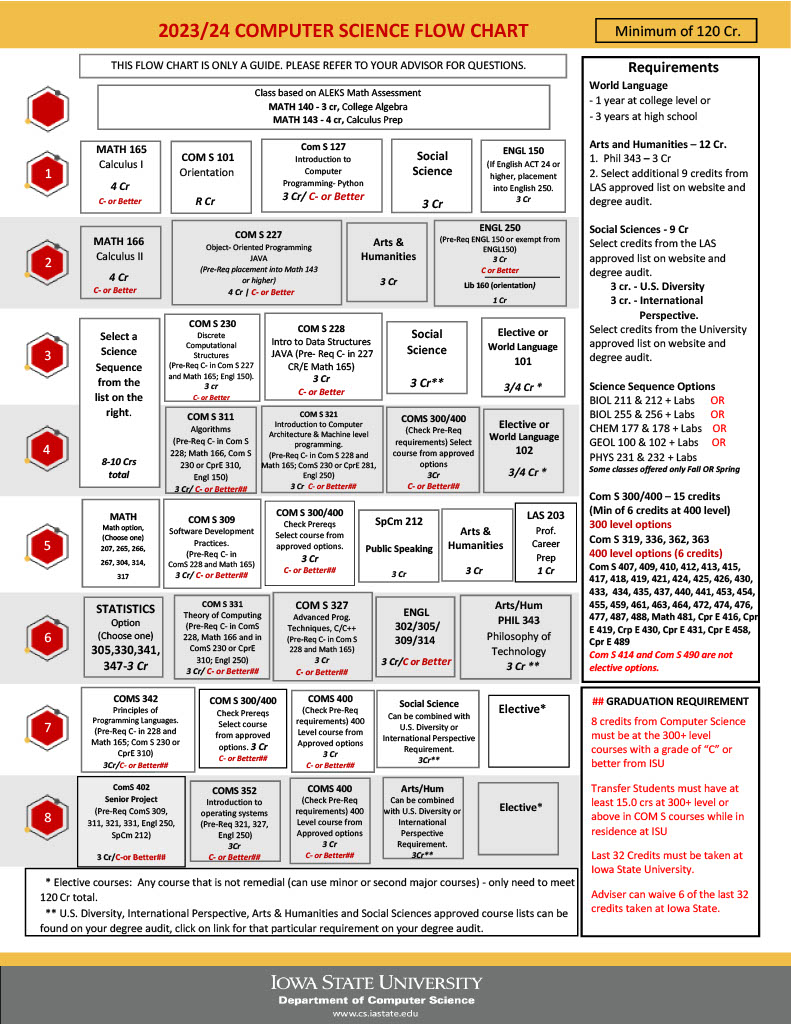 2023/24 COMPUTER SCIENCE FLOW CHART
Minimum of 120 Cr.
THIS FLOW CHART IS ONLY A GUIDE. PLEASE REFER TO YOUR ADVISOR FOR QUESTIONS.
Class based on ALEKS Math Assessment
MATH 140 - 3 cr, College Algebra
MATH 143 - 4 cr, Calculus Prep
1
MATH 165
Calculus I
4 Cr
C- or Better
COM S 101
Orientation
R Cr
Com S 127
Introduction to
Computer
Programming- Python
3 Cr/ C- or Better
Social
Science
3 Cr
ENGL 150
(If English ACT 24 or
higher, placement
into English 250.
3 Cr
2
MATH 166
Calculus II
4 Cr
C- or Better
COM S 227
Object- Oriented Programming
JAVA
(Pre-Req placement into Math 143
or higher)
4 Cr | C- or Better
Arts &
Humanities
3 Cr
ENGL 250
(Pre-Req ENGL 150 or exempt from
ENGL150)
3 Cr
C or Better
Lib 160 (orientation)
1 Cr
3
Select a
Science
Sequence
from the
list on the
right.
8-10 Crs
total
COM S 230
Discrete
Computational
Structures
(Pre-Req C- in Com S 227
and Math 165; Engl 150).
3 cr
C- or Better
COM S 228
Intro to Data Structures
JAVA (Pre- Req C- in 227
CR/E Math 165)
3 Cr
C- or Better
Social
Science
3 Cr**
Elective or
World Language
101
3/4 Cr *
4
COM S 311
Algorithms
(Pre-Req C- in Com S
228; Math 166, Com S
230 or CprE 310,
Engl 150)
3 Cr/ C- or Better##
COM S 321
Introduction to Computer
Architecture & Machine level
programming.
(Pre-Req C- in Com S 228 and
Math 165; ComS 230 or CprE 281,
Engl 250)
3 Cr C- or Better##
COMS 300/400
(Check Pre-Req
requirements) Select
course from approved
options
3Cr
C- or Better##
Elective or
World Language
102
3/4 Cr *
5
MATH
Math option,
(Choose one)
207, 265, 266,
267, 304, 314,
317
COM S 309
Software Development
Practices.
(Pre-Req C- in
ComS 228 and Math 165)
3 Cr/ C- or Better##
COM S 300/400
Check Prereqs
Select course from
approved options.
3 Cr
C- or Better##
SpCm 212
Public Speaking
3 Cr
Arts &
Humanities
3 Cr
LAS 203
Prof.
Career
Prep
1 Cr
6
STATISTICS
Option
(Choose one)
305,330,341,
347-3 Cr
COM S 331
Theory of Computing
(Pre-Req C- in ComS
228, Math 166 and in
ComS 230 or CprE
310; Engl 250)
3 Cr/ C- or Better##
COM S 327
Advanced Prog.
Techniques, C/C++
(Pre-Req C- in Com S
228 and Math 165)
3 Cr
C- or Better##
ENGL
302/305/
309/314
3 Cr/C or Better
Arts/Hum
PHIL 343
Philosophy of
Technology
3 Cr **
7
COMS 342
Principles of
Programming Languages.
(Pre-Req C- in 228 and
Math 165; Com S 230 or
CprE 310)
3Cr/C- or Better##
COM S 300/400
Check Prereqs
Select course
from approved
options. 3 Cr
C- or Better##
COMS 400
(Check Pre-Req
requirements) 400
Level course from
Approved options
3 Cr
C- or Better##
Social Science
Can be combined with
U.S. Diversity or
International Perspective
Requirement.
3Cr**
Elective*
8
ComS 402
Senior Project
(Pre-Req ComS 309,
311, 321, 331, Engl 250,
SpCm 212)
3 Cr/C-or Better##
COMS 352
Introduction to
operating systems
(Pre-Req 321, 327,
Engl 250)
3Cr
C- or Better##
COMS 400
(Check Pre-Req
requirements) 400
Level course from
Approved options
3 Cr
C- or Better##
Arts/Hum
Can be combined
with U.S. Diversity or
International
Perspective
Requirement.
3Cr**
Elective*
* Elective courses: Any course that is not remedial (can use minor or second major courses) - only need to meet
120 Cr total.
** U.S. Diversity, International Perspective, Arts & Humanities and Social Sciences approved course lists can be
found on your degree audit, click on link for that particular requirement on your degree audit.
Requirements
World Language
- 1 year at college level or
- 3 years at high school
Arts and Humanities – 12 Cr.
1. Phil 343 – 3 Cr
2. Select additional 9 credits from
LAS approved list on website and
degree audit.
Social Sciences - 9 Cr
Select credits from the LAS
approved list on website and
degree audit.
3 cr. - U.S. Diversity
3 cr. - International
Perspective.
Select credits from the University
approved list on website and
degree audit.
Science Sequence Options
BIOL 211 & 212 + Labs OR
BIOL 255 & 256 + Labs OR
CHEM 177 & 178 + Labs OR
GEOL 100 & 102 + Labs OR
PHYS 231 & 232 + Labs
Some classes offered only Fall OR Spring
Com S 300/400 – 15 credits
(Min of 6 credits at 400 level)
300 level options
Com S 319, 336, 362, 363
400 level options (6 credits)
Com S 407, 409, 410, 412, 413, 415,
417, 418, 419, 421, 424, 425, 426, 430,
433, 434, 435, 437, 440, 441, 453, 454,
455, 459, 461, 463, 464, 472, 474, 476,
477, 487, 488, Math 481, Cpr E 416, Cpr
E 419, Crp E 430, Cpr E 431, Cpr E 458,
Cpr E 489
Com S 414 and Com S 490 are not
elective options.
## GRADUATION REQUIREMENT
8 credits from Computer Science
must be at the 300+ level
courses with a grade of "C" or
better from ISU
Transfer Students must have at
least 15.0 crs at 300+ level or
above in COM S courses while in
residence at ISU
Last 32 Credits must be taken at
Iowa State University.
Adviser can waive 6 of the last 32
credits taken at Iowa State.
IOWA STATE UNIVERSITY
Department of Computer Science
www.cs.iastate.edu